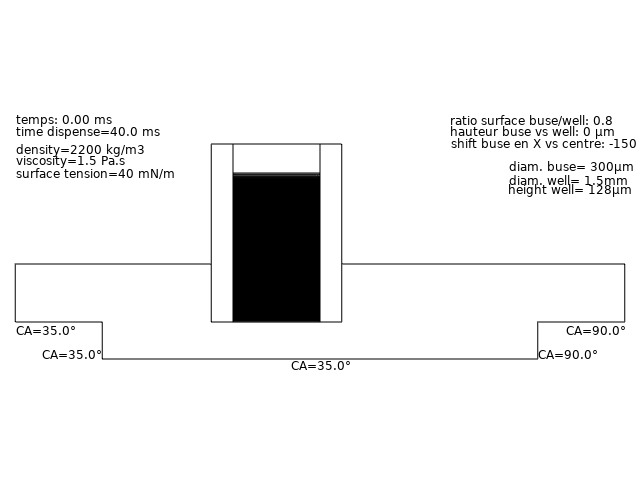 temps: 0.00 ms
time dispense=40.0 ms
density=2200 kg/m3
viscosity=1.5 Pa.s
surface tension=40 mN/m
ratio surface buse/well: 0.8
hauteur buse vs well: 0 µm
shift buse en X vs centre: -150
diam. buse= 300µm
diam. well= 1.5mm
height well= 128µm
CA=35.0°
CA=90.0°
CA=35.0°
CA=90.0°
CA=35.0°